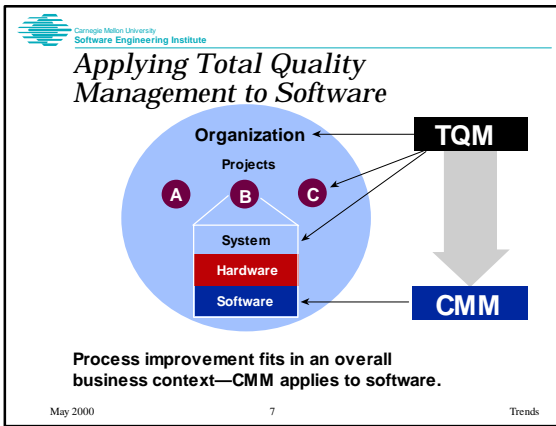 Carnegie Mellon University
Software Engineering Institute
Applying Total Quality
Management to Software
Organization
TQM
Projects
A
B
C
System
Hardware
Software
CMM
Process improvement fits in an overall
business context—CMM applies to software.
May 2000
7
Trends